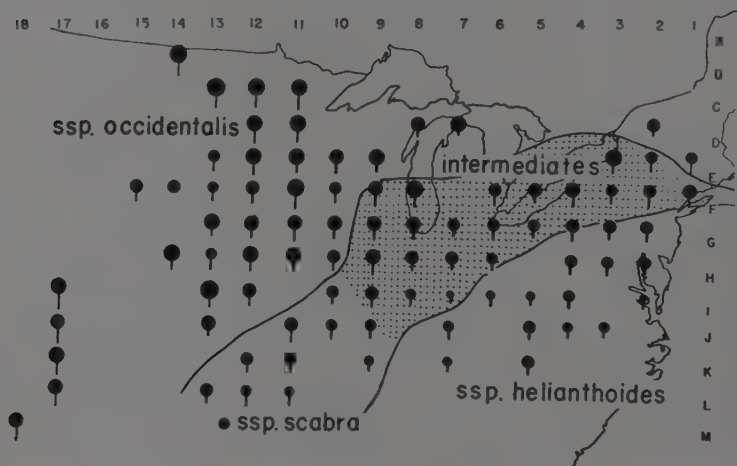 18 17 16 15 14 13 12 11 10 9 8 7 6 5 4 3 2 1
C
ssp. occidentalis
D
intermediates
E
F
G
H
I
J
K
ssp. helianthoides
L
ssp. scabra
M